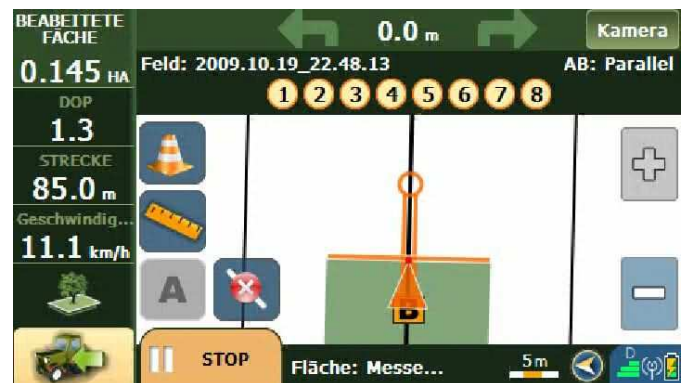 BEABEITETE
FÄCHE
0.145 HA
DOP
1.3
STRECKE
85.0 m
Geschwindig...
11.1 km/h
0.0 m
Kamera
Feld: 2009.10.19_22.48.13
AB: Parallel
1 2 3 4 5 6 7 8
A
B
STOP
Fläche: Messe...
5 m
D